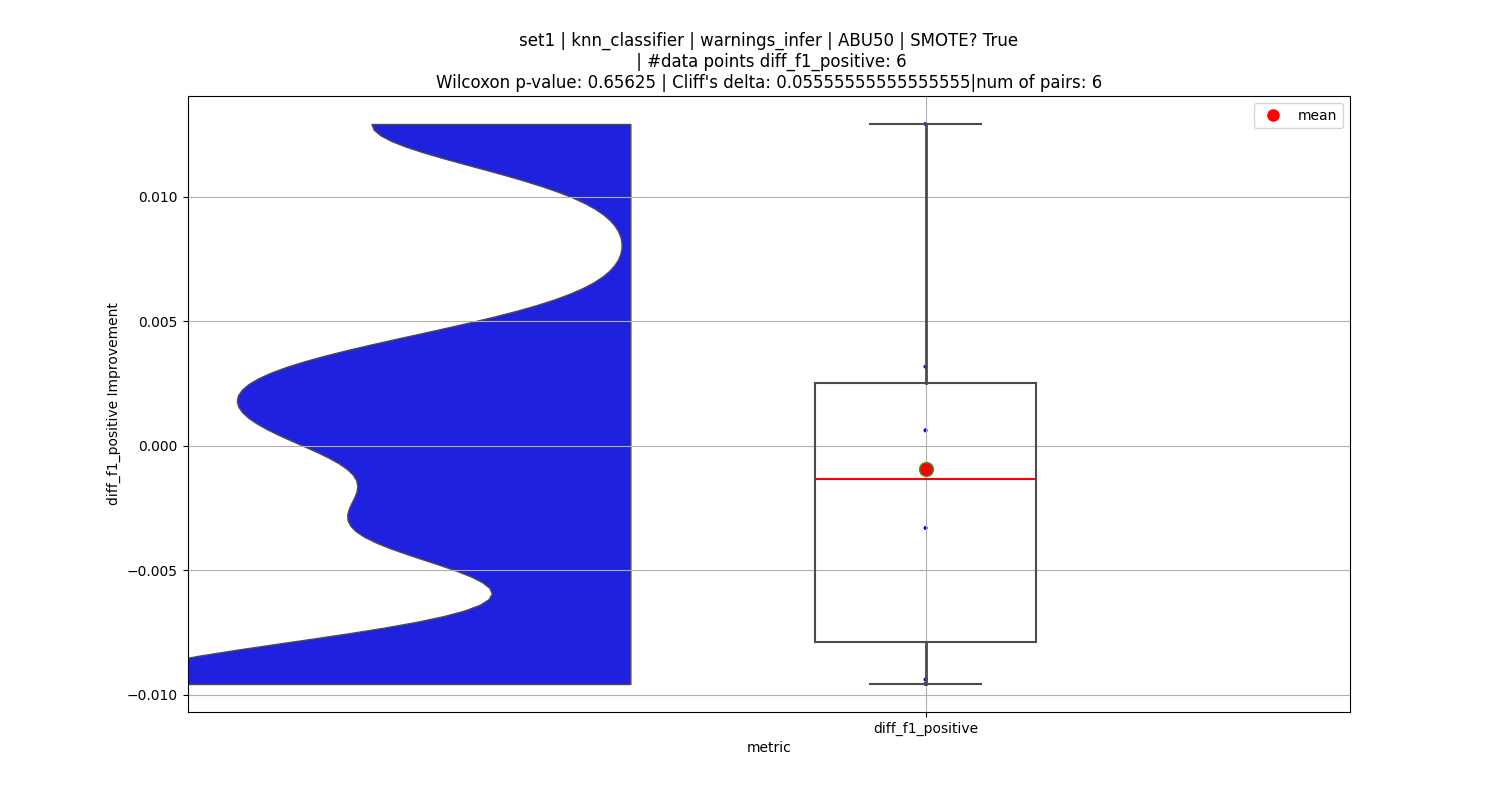 set1 | knn_classifier | warnings_infer | ABU50 | SMOTE? True
| #data points diff_f1_positive: 6
Wilcoxon p-value: 0.65625 | Cliff's delta: 0.05555555555555555|num of pairs: 6
mean
0.010
0.005
0.000
−0.005
−0.010
diff_f1_positive Improvement
diff_f1_positive
metric